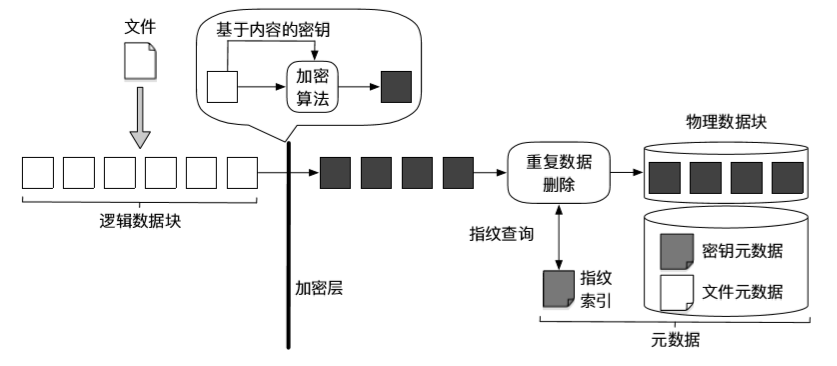 文件
基于内容的密钥
加密
算法
物理数据块
重复数据
删除
逻辑数据块
指纹查询
密钥元数据
加密层
指纹
索引
文件元数据
元数据